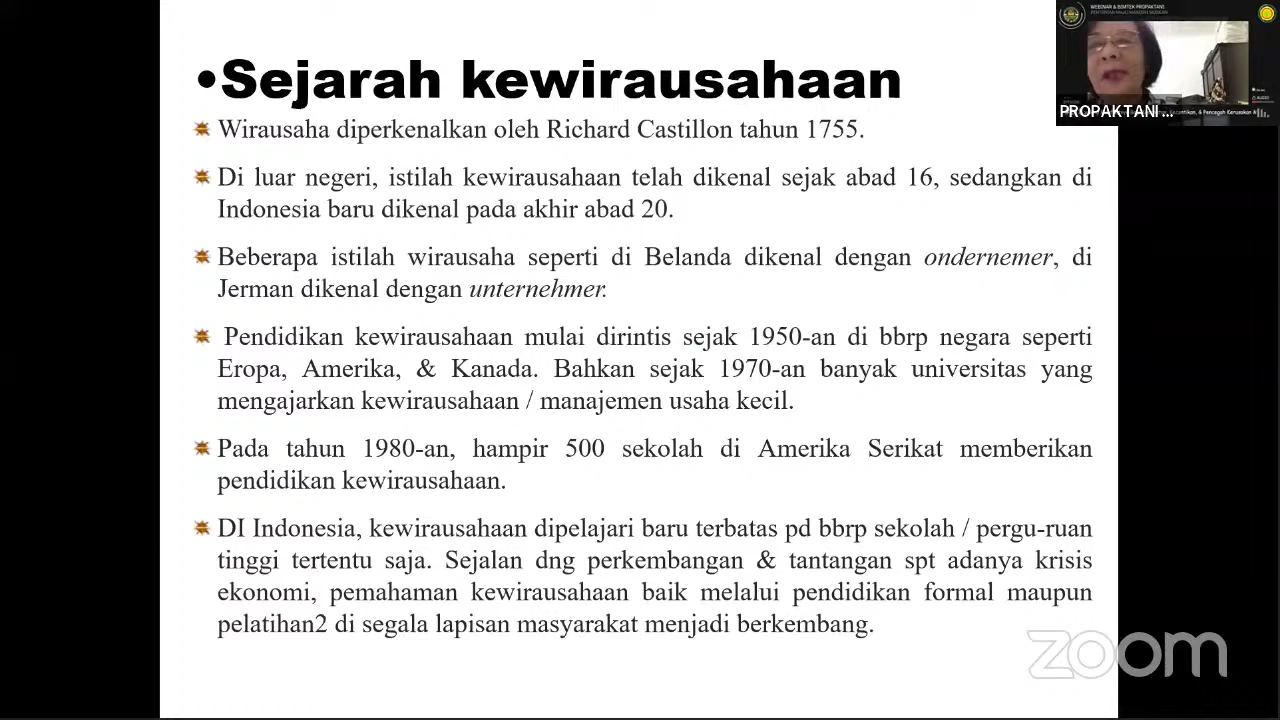 •Sejarah kewirausahaan
Wirausaha diperkenalkan oleh Richard Castillon tahun 1755.
Di luar negeri, istilah kewirausahaan telah dikenal sejak abad 16, sedangkan di
Indonesia baru dikenal pada akhir abad 20.
Beberapa istilah wirausaha seperti di Belanda dikenal dengan ondernemer, di
Jerman dikenal dengan unternehmer.
Pendidikan kewirausahaan mulai dirintis sejak 1950-an di bbrp negara seperti
Eropa, Amerika, & Kanada. Bahkan sejak 1970-an banyak universitas yang
mengajarkan kewirausahaan / manajemen usaha kecil.
Pada tahun 1980-an, hampir 500 sekolah di Amerika Serikat memberikan
pendidikan kewirausahaan.
DI Indonesia, kewirausahaan dipelajari baru terbatas pd bbrp sekolah / pergu-ruan
tinggi tertentu saja. Sejalan dng perkembangan & tantangan spt adanya krisis
ekonomi, pemahaman kewirausahaan baik melalui pendidikan formal maupun
pelatihan2 di segala lapisan masyarakat menjadi berkembang.
WEBINAR & BIMTEK PROPAKTANI
PROPAKTANI ...
Kecantikan, & Pencegah Kerusakan
zoom